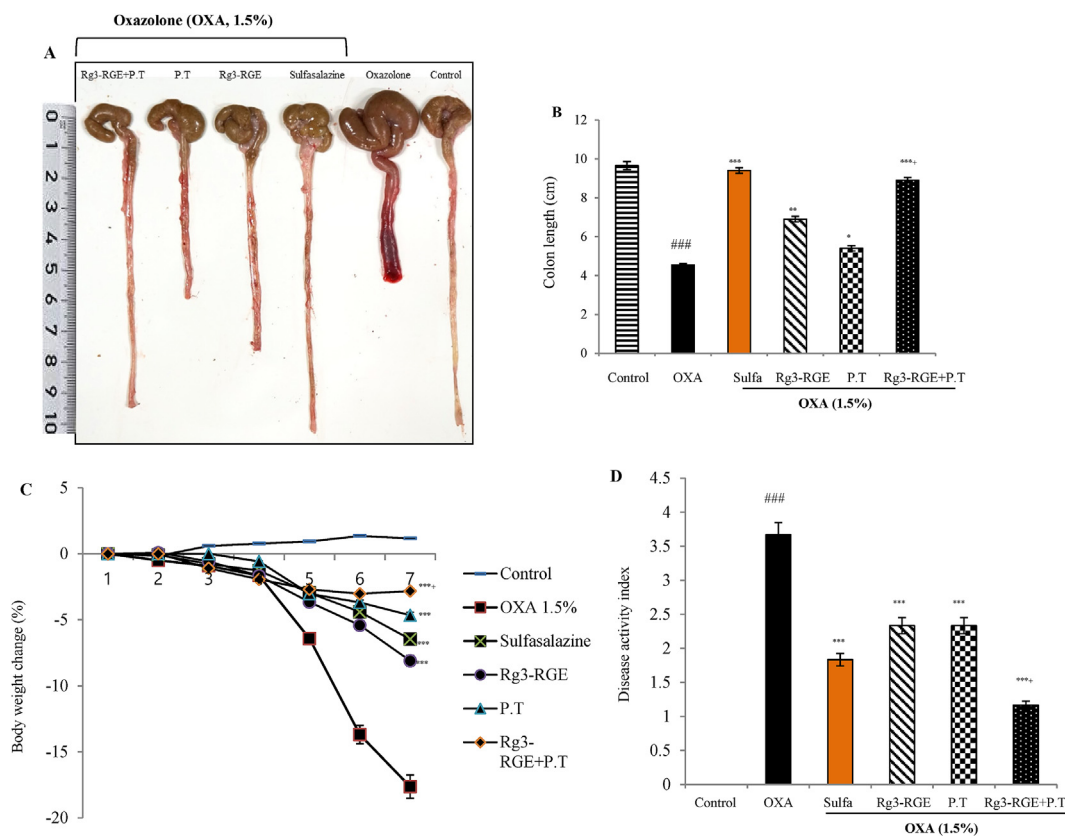 Oxazolone (OXA, 1.5%)
A
Rg3-RGE+P.T P.T Rg3-RGE Sulfasalazine Oxazolone Control
0
1
2
3
4
5
6
7
8
9
10
B
Colon length (cm)
12
10
8
6
4
2
0
###
***
**
*
***+
Control OXA Sulfa Rg3-RGE P.T Rg3-RGE+P.T
OXA (1.5%)
C
Body weight change (%)
5
0
-5
-10
-15
-20
1 2 3 5 6 7
***+
***
***
***
Control
OXA 1.5%
Sulfasalazine
Rg3-RGE
P.T
Rg3-
RGE+P.T
D
Disease activity index
4.5
4
3.5
3
2.5
2
1.5
1
0.5
0
###
***
***
***
***+
Control OXA Sulfa Rg3-RGE P.T Rg3-RGE+P.T
OXA (1.5%)